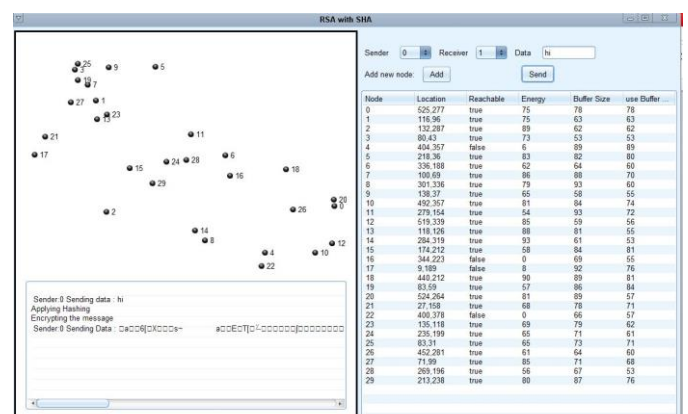 RSA with SHA
25
3
9
5
19
7
27
1
23
13
21
11
17
24
28
6
15
16
18
29
20
0
26
2
14
8
12
4
10
22
Sender:0 Sending data : hi
Applying Hashing
Encrypting the message
Sender:0 Sending Data :
Sender 0 Receiver 1 Data hi
Add new node: Add Send
Node Location Reachable Energy Buffer Size use Buffer ...
0 525,277 true 75 78 78
1 116,96 true 75 63 63
2 132,287 true 89 62 62
3 80,43 true 73 53 53
4 404,357 false 6 89 89
5 218,36 true 83 82 80
6 336,188 true 62 64 60
7 100,69 true 86 88 70
8 301,336 true 79 93 60
9 138,37 true 65 58 55
10 492,357 true 81 84 74
11 279,154 true 54 93 72
12 519,339 true 85 59 56
13 118,126 true 88 81 55
14 284,319 true 93 61 53
15 174,212 true 58 84 81
16 344,223 false 0 69 55
17 9,189 false 8 92 76
18 440,212 true 90 89 81
19 83,59 true 57 86 84
20 524,264 true 81 89 57
21 27,158 true 68 78 71
22 400,378 false 0 66 57
23 135,118 true 69 79 62
24 235,199 true 65 71 61
25 83,31 true 65 73 71
26 452,281 true 61 64 60
27 71,99 true 85 71 68
28 269,196 true 56 67 53
29 213,238 true 80 87 76